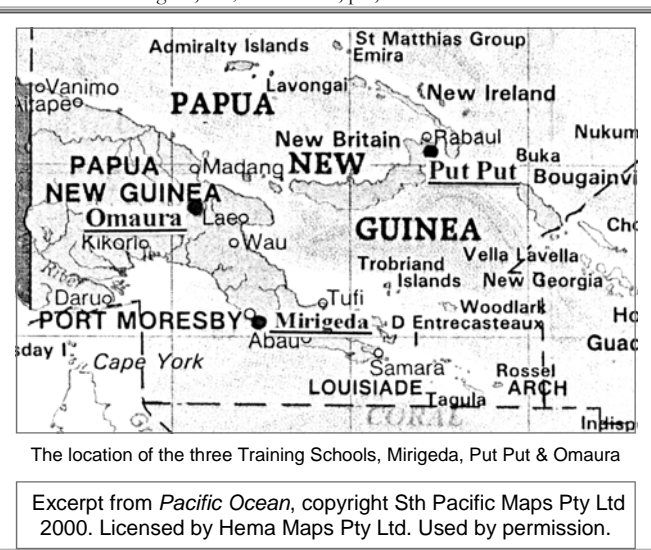 Admiralty Islands
St Matthias Group
Emira
Vanimo
Aitape
Lavongai
New Ireland
PAPUA
New Britain
Rabaul
Nukum
PAPUA
NEW GUINEA
Madang
NEW
Put Put
Buka
Bougainvi
Omaura
Lae
GUINEA
Cho
Kikorio
Wau
Vella Lavella
Trobriand
Islands
New Georgia
River
Daru
Tufi
Woodlark
Ho
PORT MORESBY
Mirigeda
D Entrecasteaux
I
Guad
Abau
sday I
Cape York
Samara
Rossel
LOUISIADE
ARCH
Tagula
CORAL
Indisp
The location of the three Training Schools, Mirigeda, Put Put & Omaura
Excerpt from Pacific Ocean, copyright Sth Pacific Maps Pty Ltd
2000. Licensed by Hema Maps Pty Ltd. Used by permission.